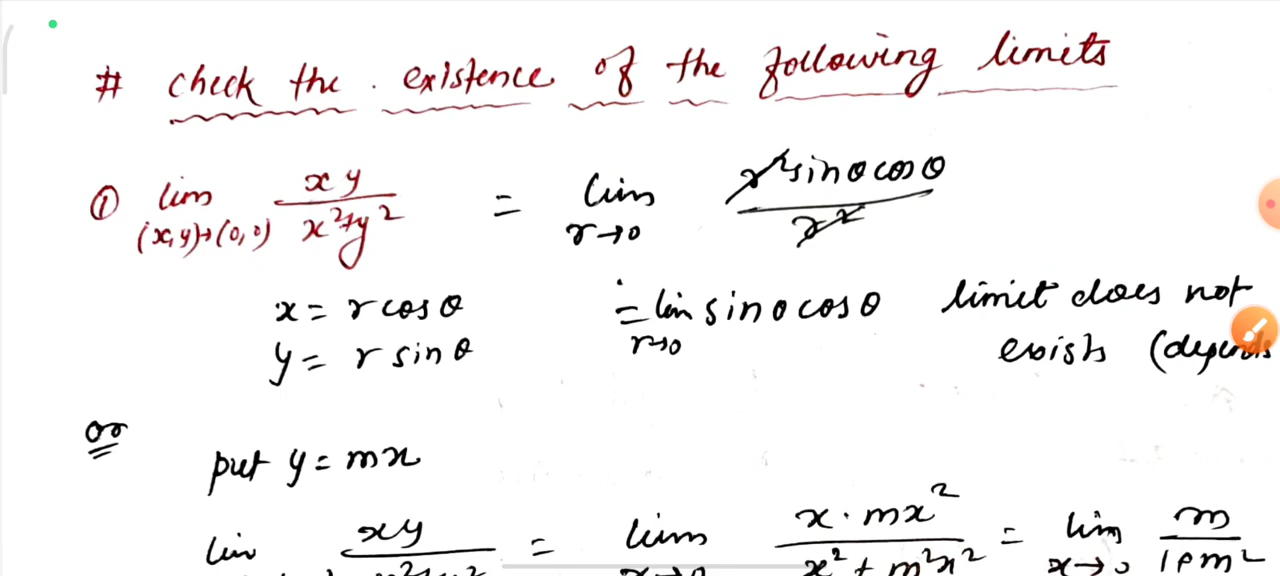 # check the existence of the following limits
① lim (x,y)→(0,0) xy / x²+y² = lim r→0 r² sinθ cosθ / r²
x = r cosθ = lim r→0 sinθ cosθ limit does not
y = r sinθ exists (depends
or
put y = mx
lim xy / = lim x · mx² / x² + m²x² = lim x→0 m / 1+m²